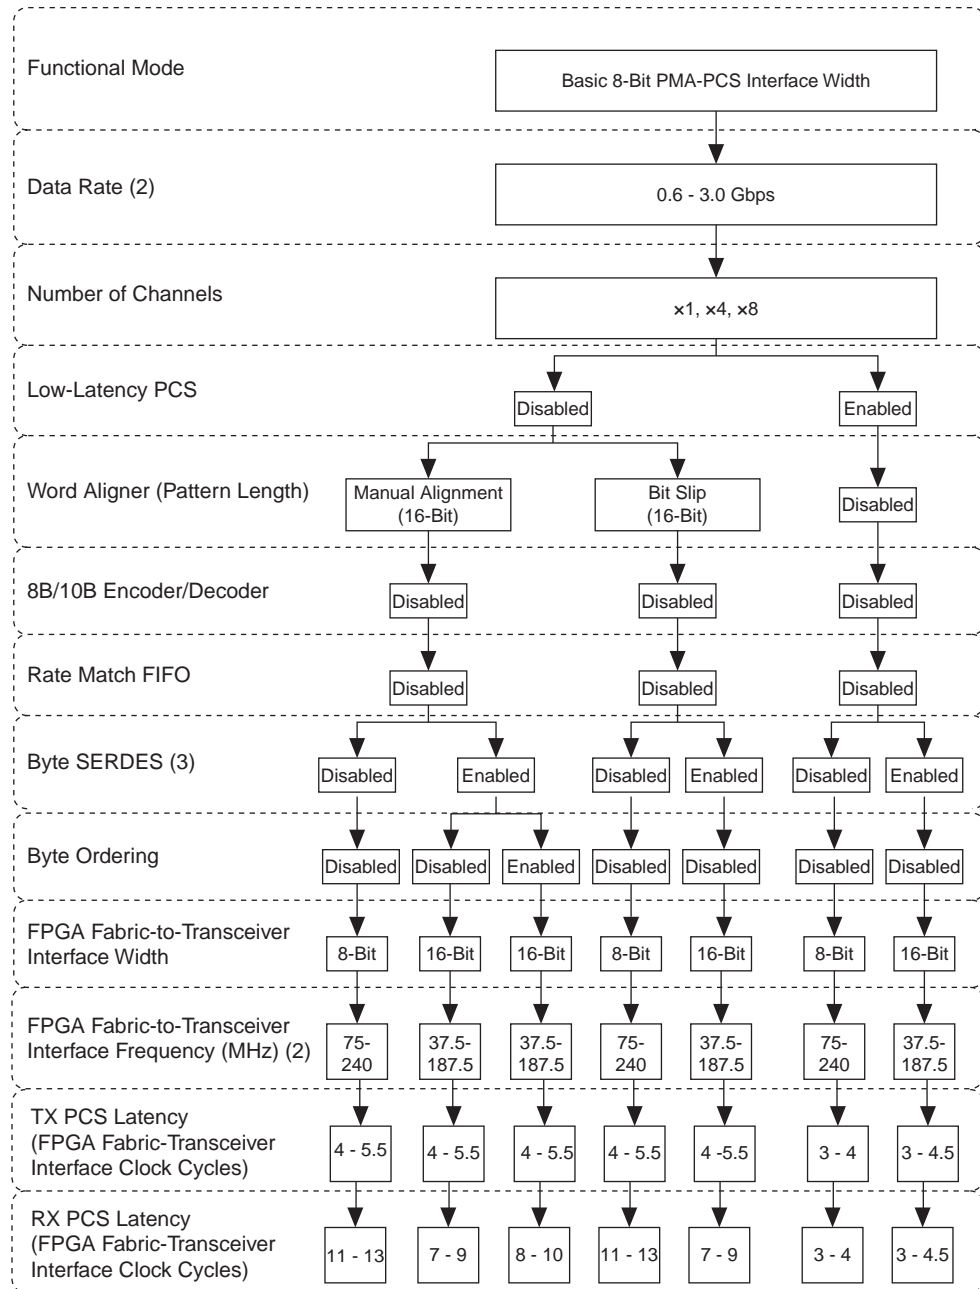 Functional Mode
Basic 8-Bit PMA-PCS Interface Width
Data Rate (2)
0.6 - 3.0 Gbps
Number of Channels
×1, ×4, ×8
Low-Latency PCS
Disabled
Enabled
Word Aligner (Pattern Length)
Manual Alignment
(16-Bit)
Bit Slip
(16-Bit)
Disabled
8B/10B Encoder/Decoder
Disabled
Disabled
Disabled
Rate Match FIFO
Disabled
Disabled
Disabled
Byte SERDES (3)
Disabled
Enabled
Disabled
Enabled
Disabled
Enabled
Byte Ordering
Disabled
Disabled
Enabled
Disabled
Disabled
Disabled
Disabled
FPGA Fabric-to-Transceiver
Interface Width
8-Bit
16-Bit
16-Bit
8-Bit
16-Bit
8-Bit
16-Bit
FPGA Fabric-to-Transceiver
Interface Frequency (MHz) (2)
75-
240
37.5-
187.5
37.5-
187.5
75-
240
37.5-
187.5
75-
240
37.5-
187.5
TX PCS Latency
(FPGA Fabric-Transceiver
Interface Clock Cycles)
4 - 5.5
4 - 5.5
4 - 5.5
4 - 5.5
4 -5.5
3 - 4
3 - 4.5
RX PCS Latency
(FPGA Fabric-Transceiver
Interface Clock Cycles)
11 - 13
7 - 9
8 - 10
11 - 13
7 - 9
3 - 4
3 - 4.5